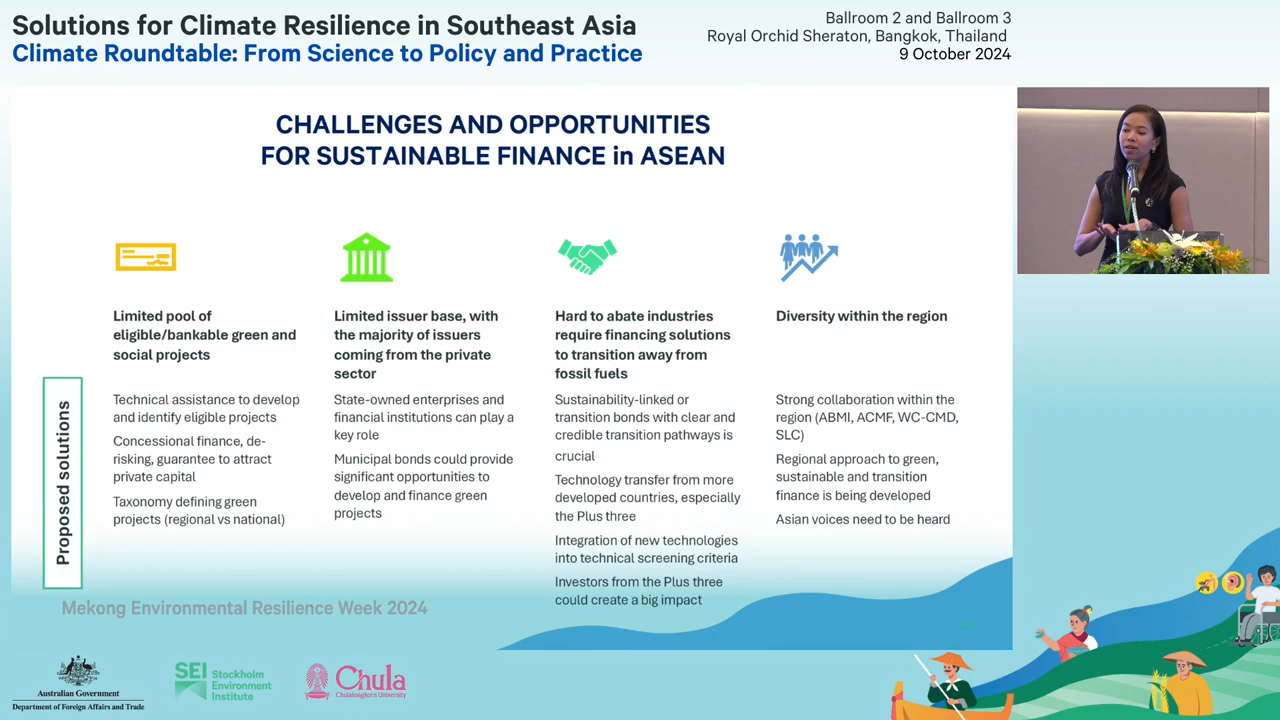 Solutions for Climate Resilience in Southeast Asia
Climate Roundtable: From Science to Policy and Practice
Ballroom 2 and Ballroom 3
Royal Orchid Sheraton, Bangkok, Thailand
9 October 2024
CHALLENGES AND OPPORTUNITIES
FOR SUSTAINABLE FINANCE in ASEAN
Limited pool of
eligible/bankable green and
social projects
Limited issuer base, with
the majority of issuers
coming from the private
sector
Hard to abate industries
require financing solutions
to transition away from
fossil fuels
Diversity within the region
Proposed solutions
Technical assistance to develop
and identify eligible projects
Concessional finance, de-
risking, guarantee to attract
private capital
Taxonomy defining green
projects (regional vs national)
State-owned enterprises and
financial institutions can play a
key role
Municipal bonds could provide
significant opportunities to
develop and finance green
projects
Sustainability-linked or
transition bonds with clear and
credible transition pathways is
crucial
Technology transfer from more
developed countries, especially
the Plus three
Integration of new technologies
into technical screening criteria
Investors from the Plus three
could create a big impact
Strong collaboration within the
region (ABMI, ACMF, WC-CMD,
SLC)
Regional approach to green,
sustainable and transition
finance is being developed
Asian voices need to be heard
Mekong Environmental Resilience Week 2024
Australian Government
Department of Foreign Affairs and Trade
SEI Stockholm
Environment
Institute
Chula
Chulalongkorn University